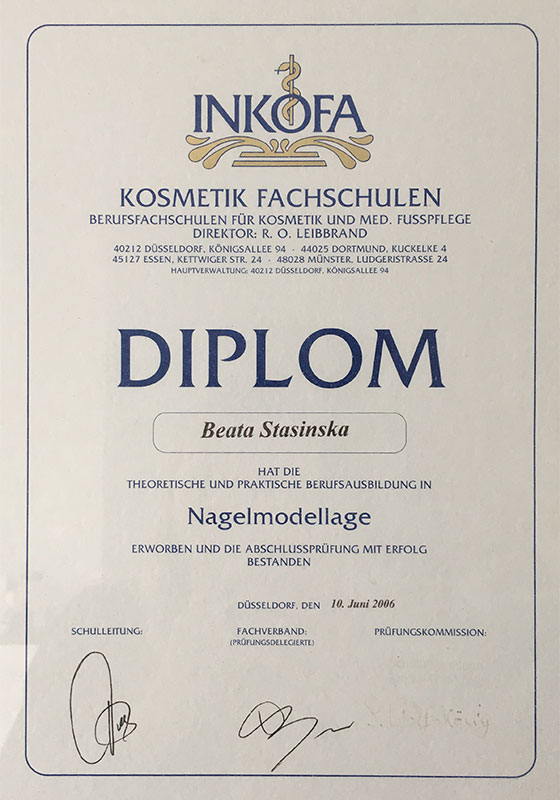 INKOFA
KOSMETIK FACHSCHULEN
BERUFSFACHSCHULEN FÜR KOSMETIK UND MED. FUSSPFLEGE
DIREKTOR: R. O. LEIBBRAND
40212 DÜSSELDORF, KÖNIGSALLEE 94 · 44025 DORTMUND, KUCKELKE 4
45127 ESSEN, KETTWIGER STR. 24 · 48028 MÜNSTER, LUDGERISTRASSE 24
HAUPTVERWALTUNG: 40212 DÜSSELDORF, KÖNIGSALLEE 94
DIPLOM
Beata Stasinska
HAT DIE
THEORETISCHE UND PRAKTISCHE BERUFSAUSBILDUNG IN
Nagelmodellage
ERWORBEN UND DIE ABSCHLUSSPRÜFUNG MIT ERFOLG
BESTANDEN
DÜSSELDORF, DEN 10. Juni 2006
SCHULLEITUNG: FACHVERBAND: PRÜFUNGSKOMMISSION:
(PRÜFUNGSDELEGIERTE)